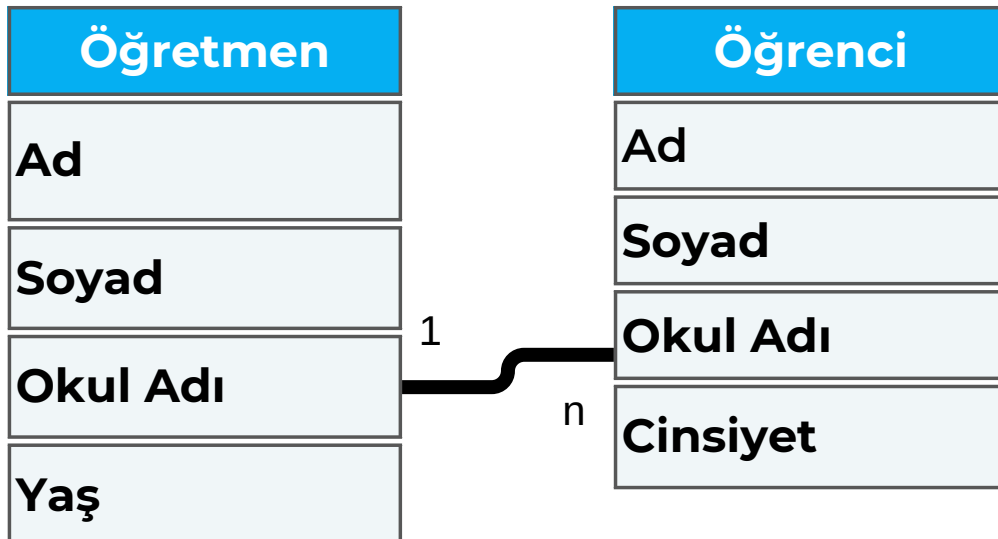 Öğretmen
Ad
Soyad
Okul Adı
Yaş
1
n
Öğrenci
Ad
Soyad
Okul Adı
Cinsiyet